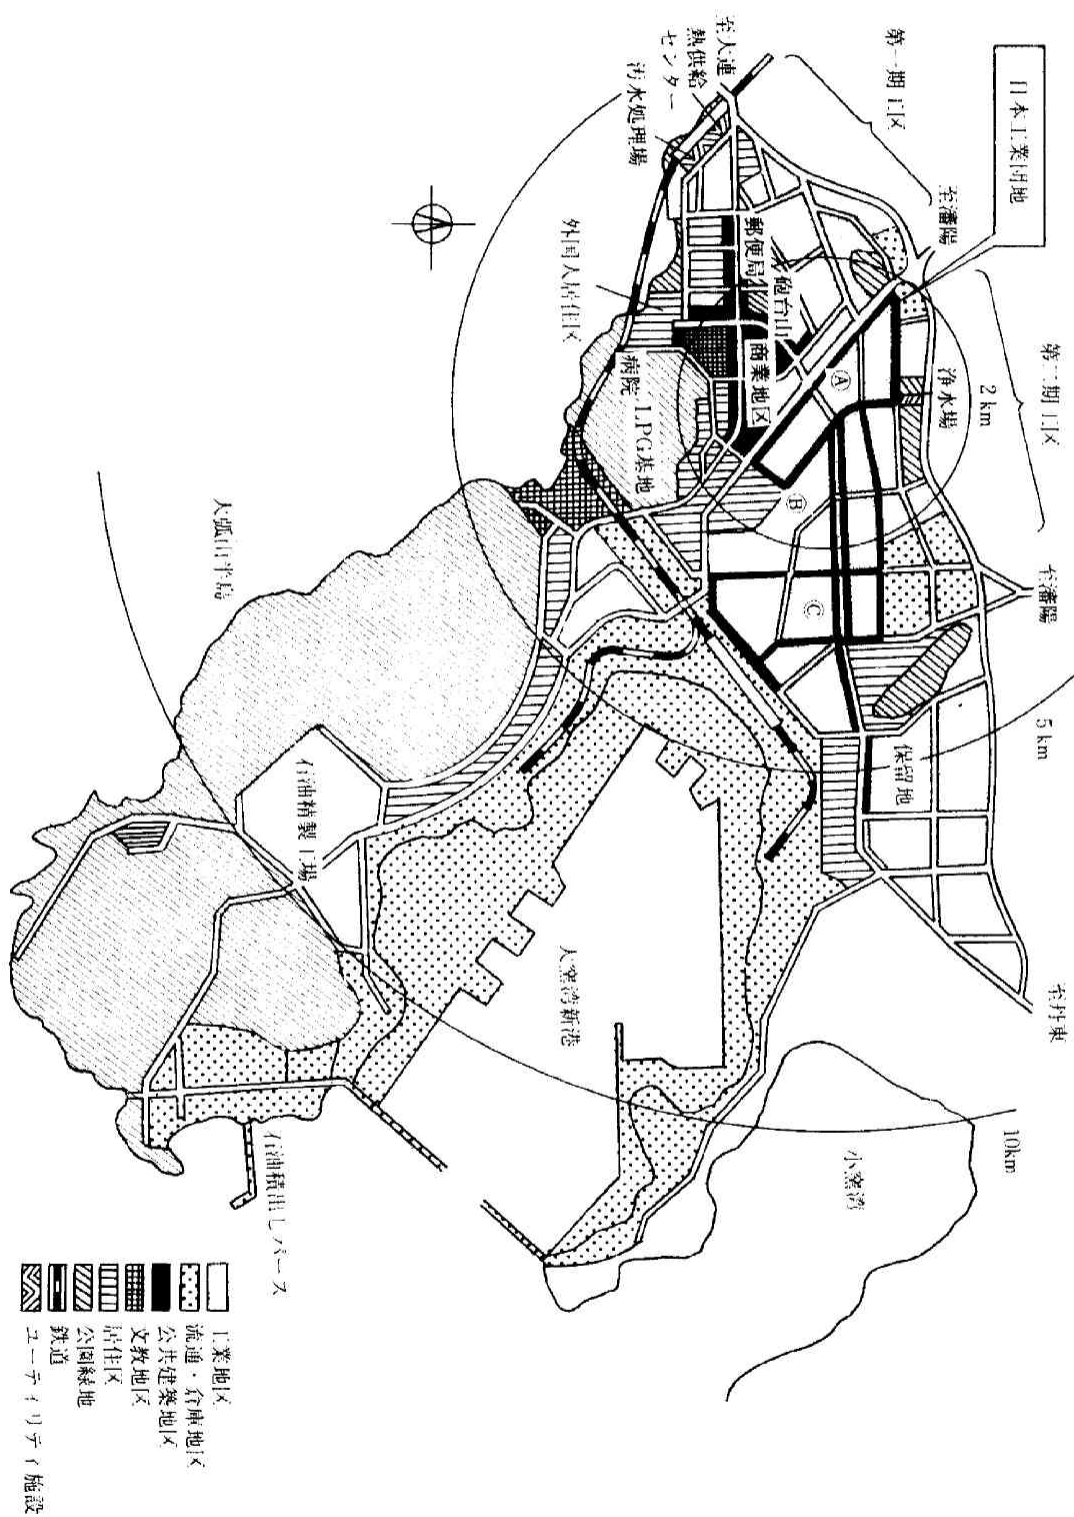 日本工業団地
第一期工区
至大連
熱供給
センター
汚水処理場
至瀋陽
第二期工区
浄水場
2km
至瀋陽
郵便局
砲台山
商業地区
外国人居住区
病院
LPG基地
Ⓐ
Ⓑ
Ⓒ
5km
保留地
大弧山半島
石油精製工場
大窯湾新港
至丹東
10km
小窯湾
石油積出しバース
工業地区
流通・倉庫地区
公共建築地区
文教地区
居住区
公園緑地
鉄道
ユーティリティ施設